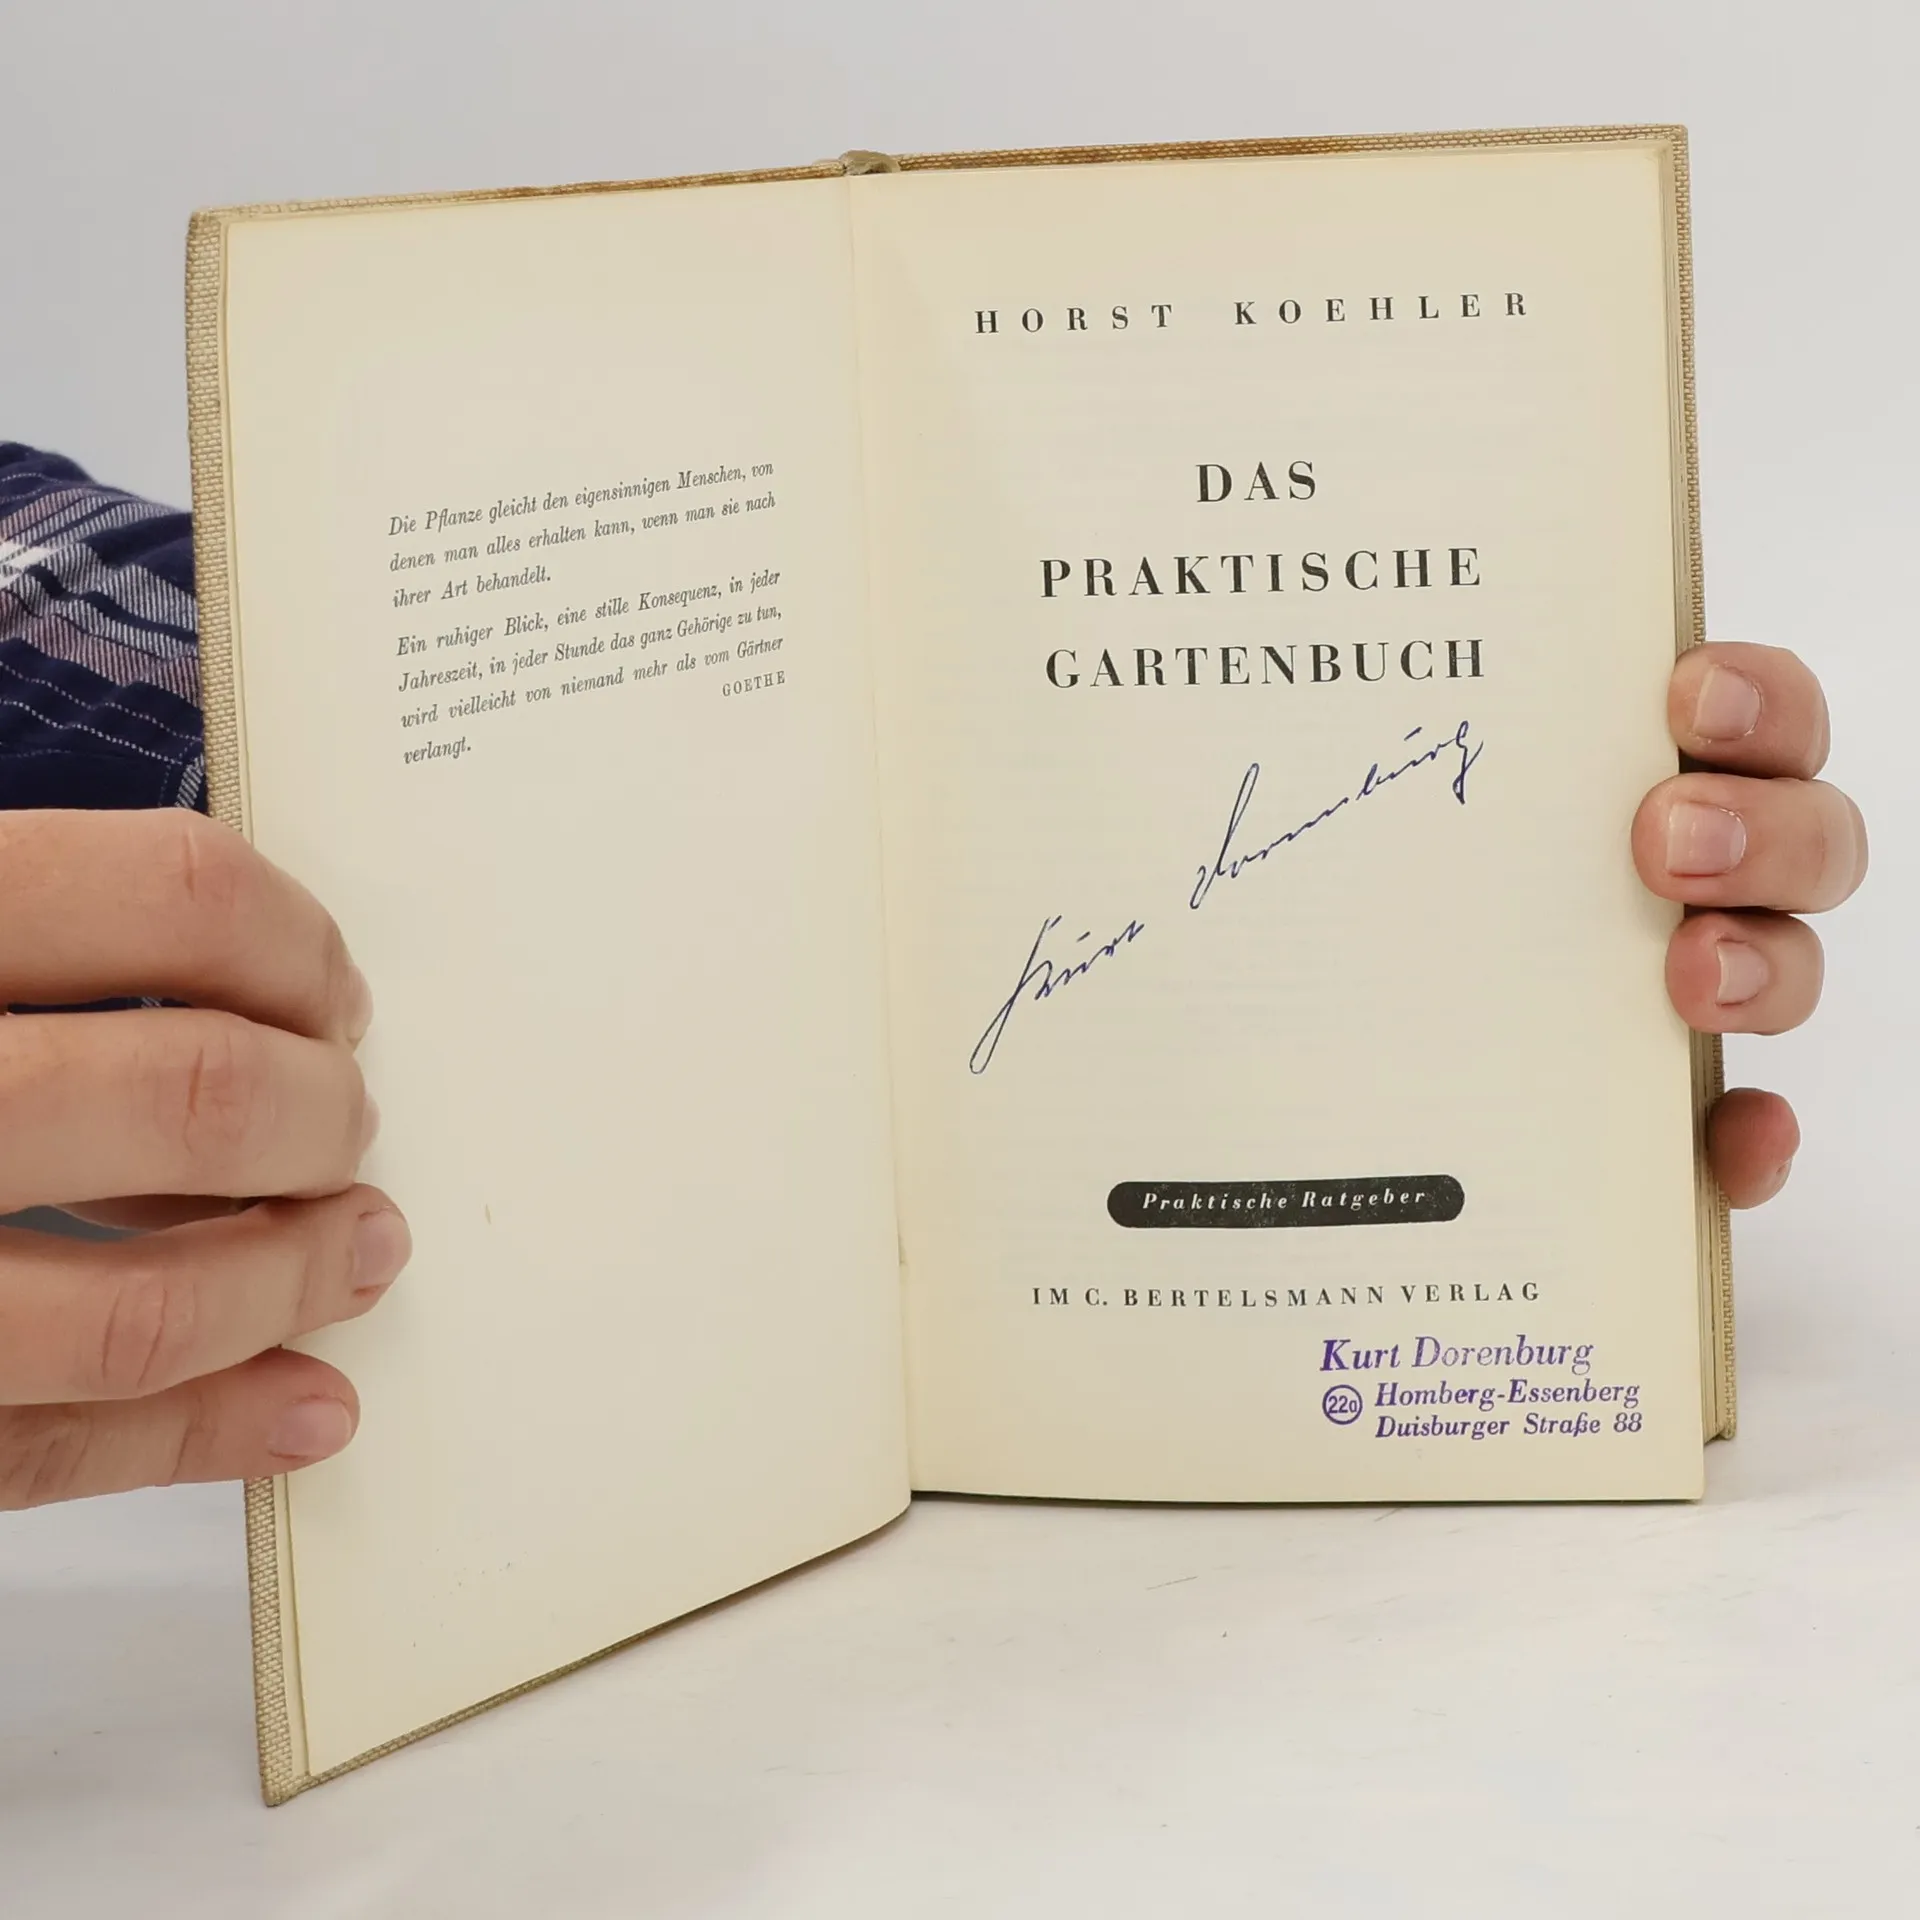 Die Pflanze gleicht den eigensinnigen Menschen, von
denen man alles erhalten kann, wenn man sie nach
ihrer Art behandelt.
Ein ruhiger Blick, eine stille Konsequenz, in jeder
Jahreszeit, in jeder Stunde das ganz Gehörige zu tun,
wird vielleicht von niemand mehr als vom Gärtner
verlangt.
GOETHE
HORST KOEHLER
DAS
PRAKTISCHE
GARTENBUCH
Kurt Dorenburg
Praktische Ratgeber
IM C. BERTELSMANN VERLAG
Kurt Dorenburg
22a Homberg-Essenberg
Duisburger Straße 88